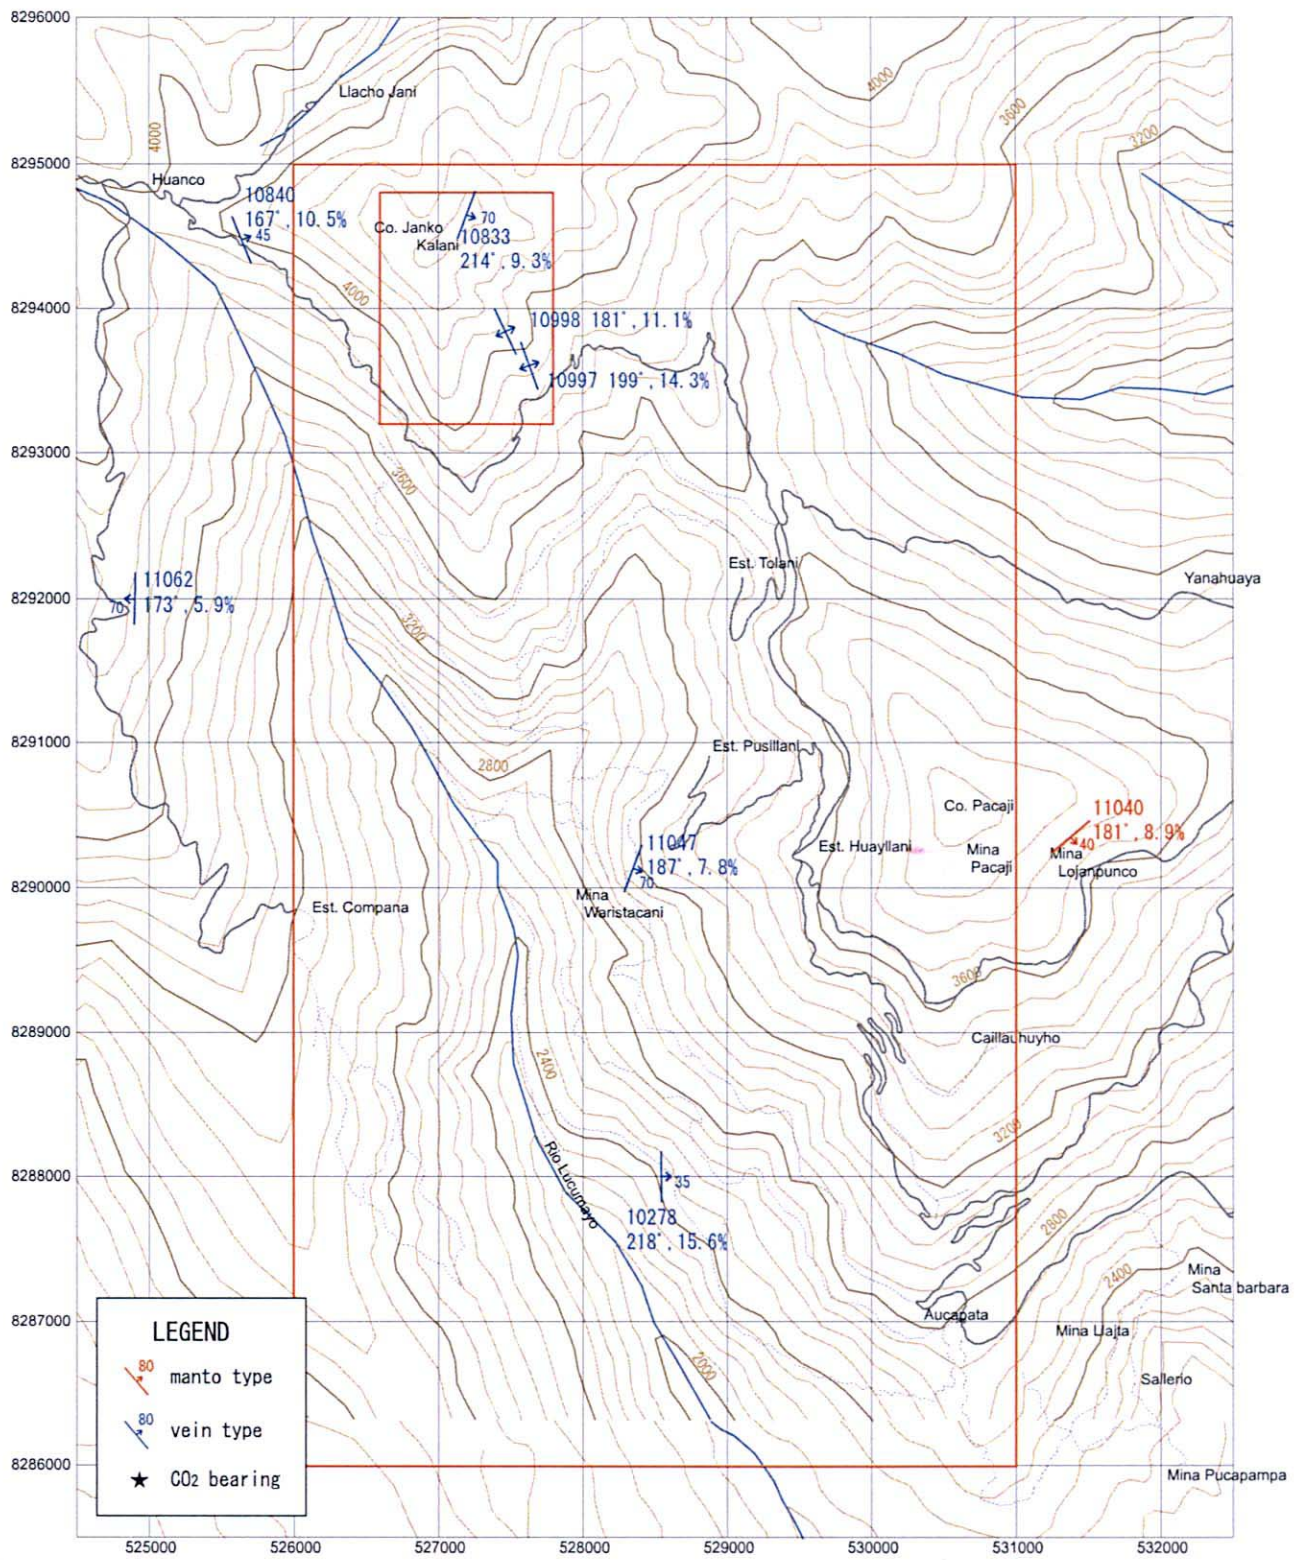 8296000
4000
Llacho Jani
3600
4000
3200
8295000
Huanco
10840
167°, 10.5%
45
Co. Janko
Kalani
70
10833
214°, 9.3%
4000
8294000
10998 181°, 11.1%
10997 199°, 14.3%
8293000
3600
Est. Tolani
Yanahuaya
11062
173°, 5.9%
70
8292000
3200
8291000
Est. Pusillani
2800
Co. Pacaji
11040
181°, 8.9%
40
Est. Huayllani
Mina
Pacaji
Mina
Lojanpunco
11047
187°, 7.8%
70
8290000
Mina
Waristacani
Est. Compana
3600
8289000
Caillauhuyho
2400
3200
8288000
Rio Lucumayo
35
10278
218°, 15.6%
2800
2400
Mina
Santa barbara
8287000
Aucapata
Mina Llajta
2000
Sallerio
8286000
Mina Pucapampa
LEGEND
80 manto type
80 vein type
★ CO2 bearing
525000 526000 527000 528000 529000 530000 531000 532000